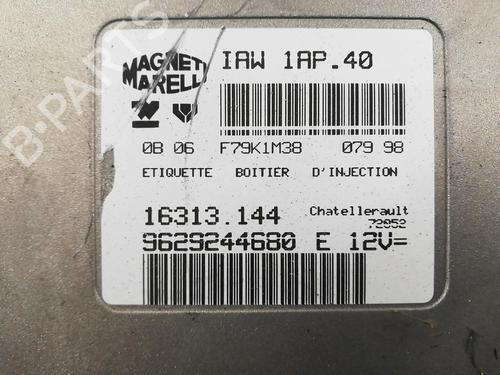 MAGNETI
MARELLI
IAW 1AP.40
0B 06 F79K1M38 079 98
ETIQUETTE BOITIER D'INJECTION
16313.144 Chatellerault
72052
9629244680 E 12V=
B-PARTS